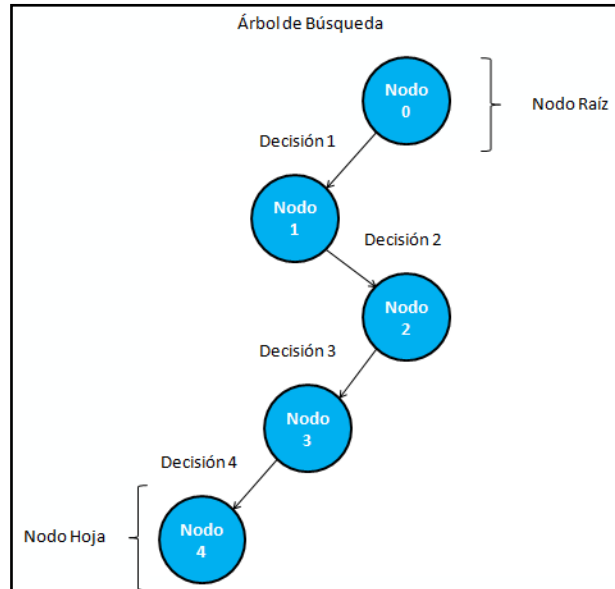 Árbol de Búsqueda
Nodo
0
Nodo Raíz
Decisión 1
Nodo
1
Decisión 2
Nodo
2
Decisión 3
Nodo
3
Decisión 4
Nodo
4
Nodo Hoja